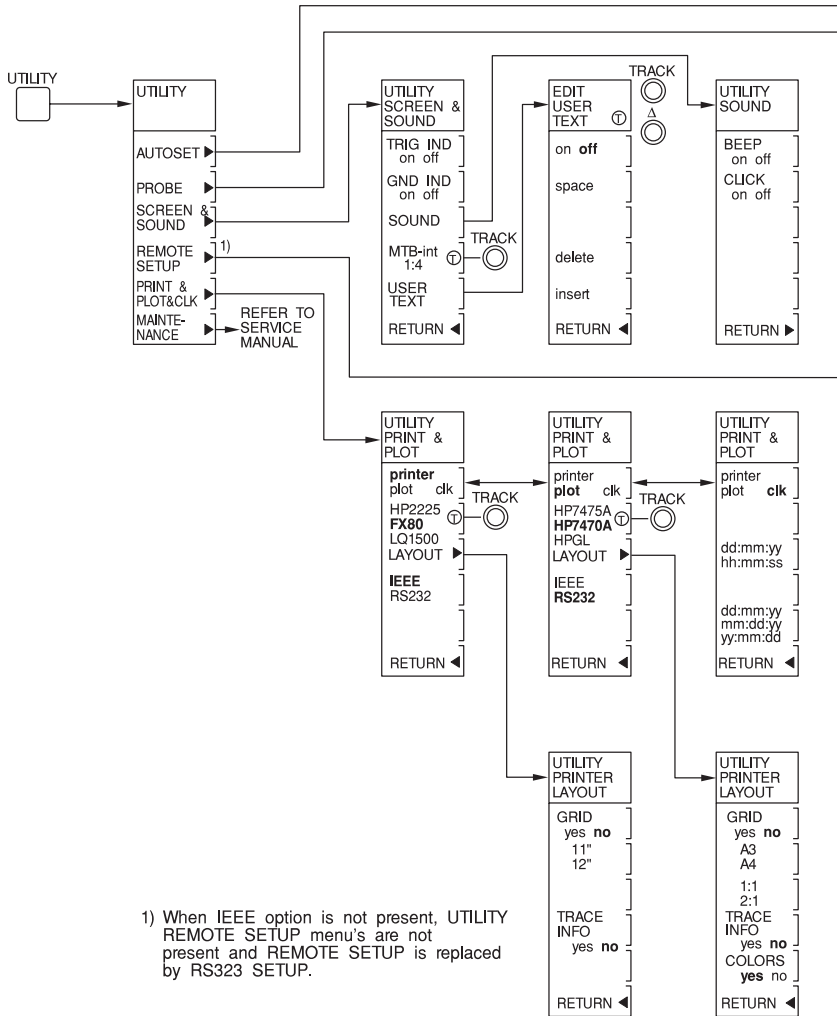 UTILITY
UTILITY
AUTOSET
PROBE
SCREEN &
SOUND
REMOTE
SETUP
1)
PRINT &
PLOT&CLK
MAINTE-
NANCE
REFER TO
SERVICE
MANUAL
UTILITY
SCREEN &
SOUND
TRIG IND
on off
GND IND
on off
SOUND
MTB-int
1:4
T
TRACK
USER
TEXT
RETURN
EDIT
USER
TEXT
T
TRACK
Δ
on off
space
delete
insert
RETURN
UTILITY
SOUND
BEEP
on off
CLICK
on off
RETURN
UTILITY
PRINT &
PLOT
printer
plot clk
HP2225
FX80
LQ1500
T
TRACK
LAYOUT
IEEE
RS232
RETURN
UTILITY
PRINT &
PLOT
printer
plot clk
HP7475A
HP7470A
HPGL
T
TRACK
LAYOUT
IEEE
RS232
RETURN
UTILITY
PRINT &
PLOT
printer
plot clk
dd:mm:yy
hh:mm:ss
dd:mm:yy
mm:dd:yy
yy:mm:dd
RETURN
UTILITY
PRINTER
LAYOUT
GRID
yes no
11"
12"
TRACE
INFO
yes no
RETURN
UTILITY
PRINTER
LAYOUT
GRID
yes no
A3
A4
1:1
2:1
TRACE
INFO
yes no
COLORS
yes no
RETURN
1) When IEEE option is not present, UTILITY
REMOTE SETUP menu's are not
present and REMOTE SETUP is replaced
by RS323 SETUP.